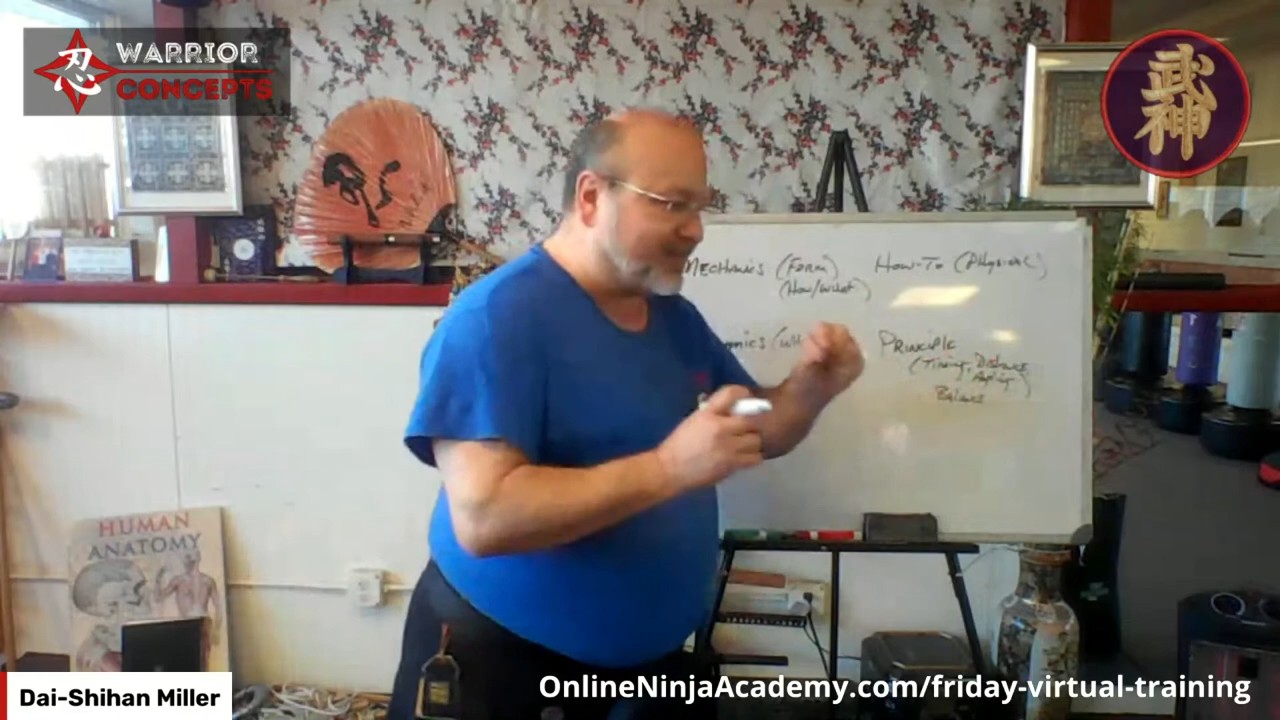 忍
WARRIOR
CONCEPTS
武神
MECHANICS (FORM) HOW-TO (PHYSICAL)
(How/what)
PRINCIPLE
(Timing, Distance,
Balance
HUMAN
ANATOMY
Dai-Shihan Miller
OnlineNinjaAcademy.com/friday-virtual-training